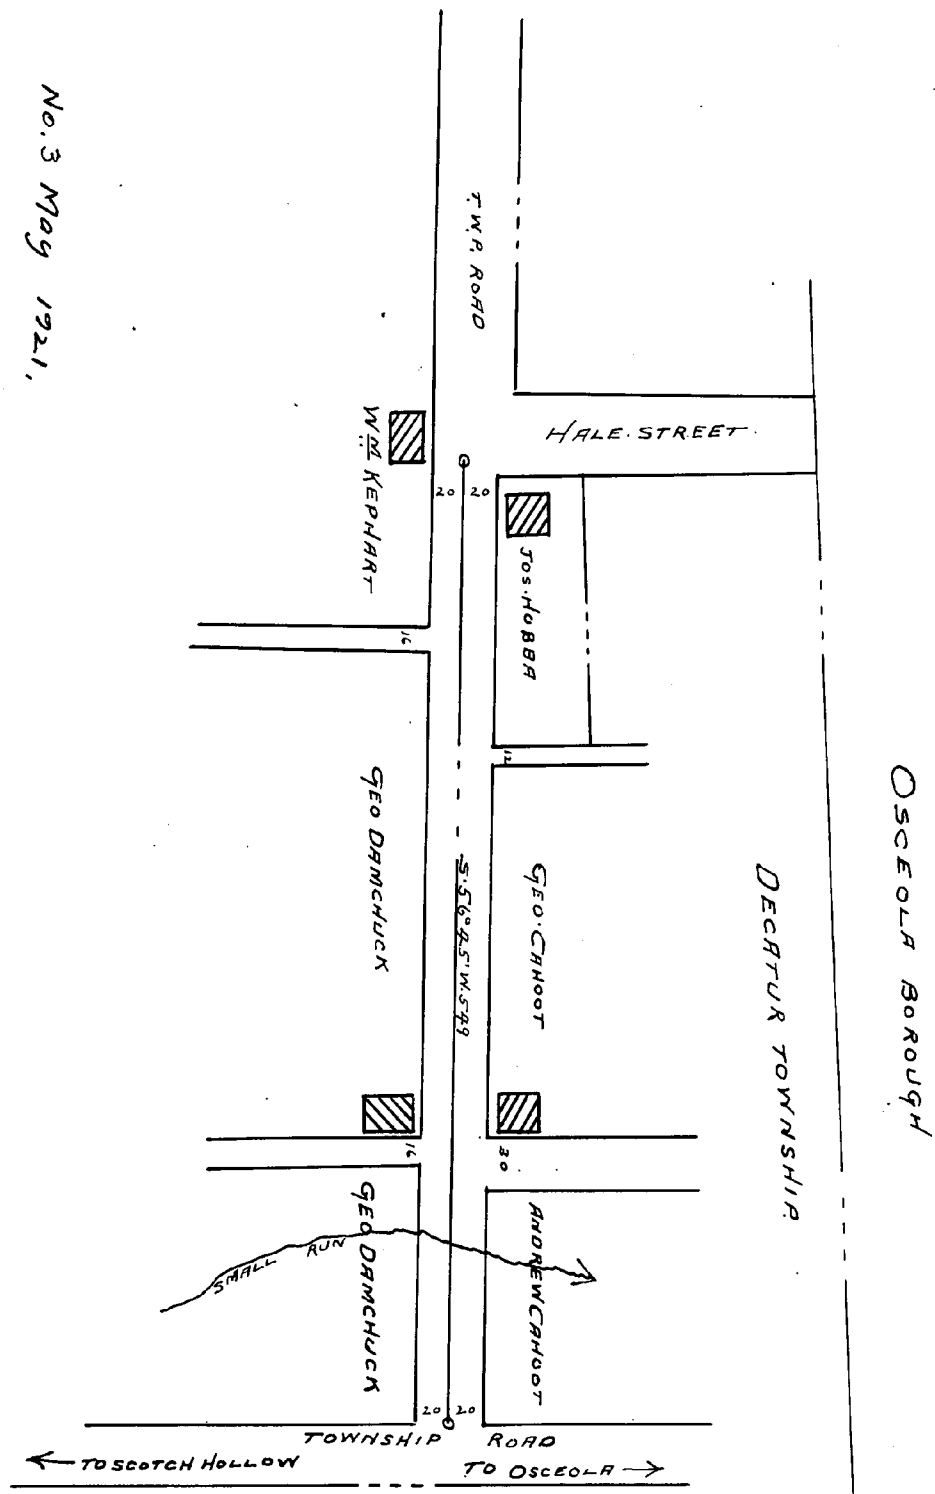 No. 3 May 1921,
T.W.P. ROAD
HALE. STREET.
WM KEPHART
20 20
JOS. HUBBA
16
12
GEO DAMCHUCK
S. 56° 45' W. 549
GEO. CAHOOT
DECATUR TOWNSHIP.
OSCEOLA BOROUGH
16
30
GEO DAMCHUCK
SMALL RUN
ANDREW CAHOOT
20 20
TOWNSHIP ROAD
TO SCOTCH HOLLOW
TO OSCEOLA